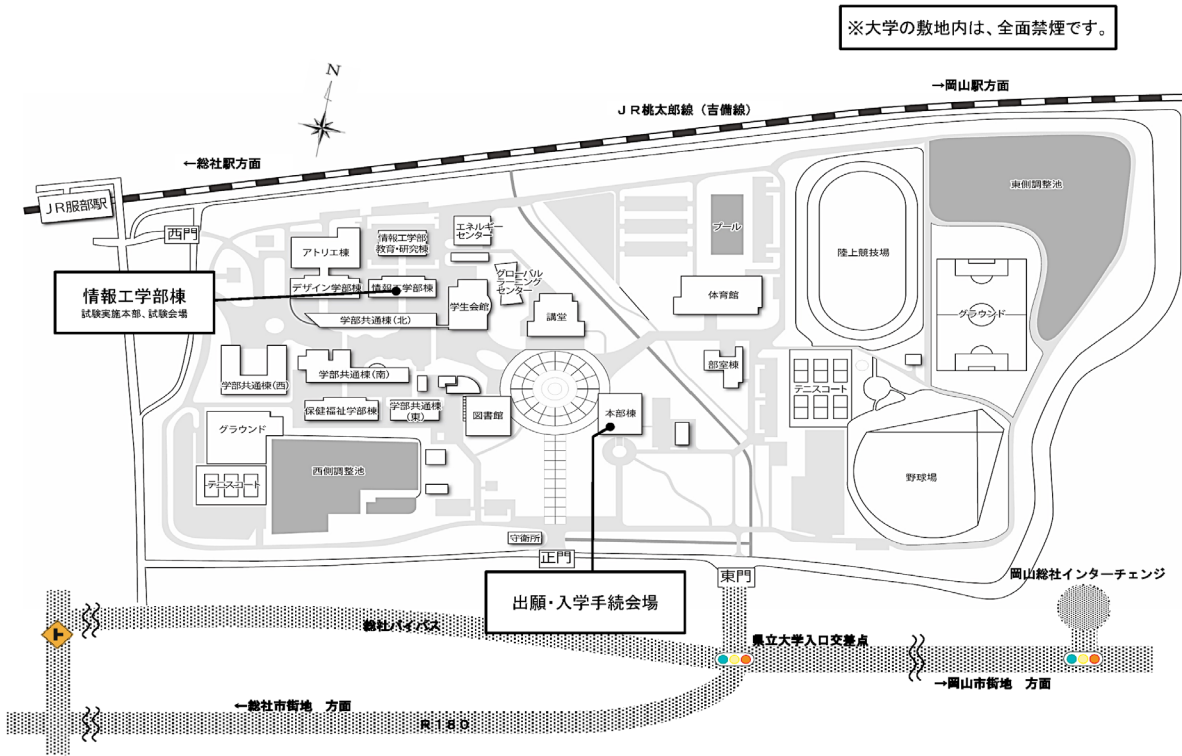 ※大学の敷地内は、全面禁煙です。
N
→岡山駅方面
JR桃太郎線（吉備線）
←総社駅方面
JR服部駅
西門
東側調整池
プール
陸上競技場
アトリエ棟
情報工学部
教育・研究棟
エネルギー
センター
グローバル
ラーニング
センター
デザイン学部棟
情報工学部棟
学生会館
講堂
体育館
グラウンド
情報工学部棟
試験実施本部、試験会場
学部共通棟(北)
学部共通棟(西)
学部共通棟(南)
部室棟
テニスコート
保健福祉学部棟
学部共通棟
(東)
図書館
本部棟
グラウンド
西側調整池
テニスコート
野球場
守衛所
正門
東門
出願・入学手続会場
岡山総社インターチェンジ
総社バイパス
県立大学入口交差点
→岡山市街地 方面
←総社市街地 方面
R180